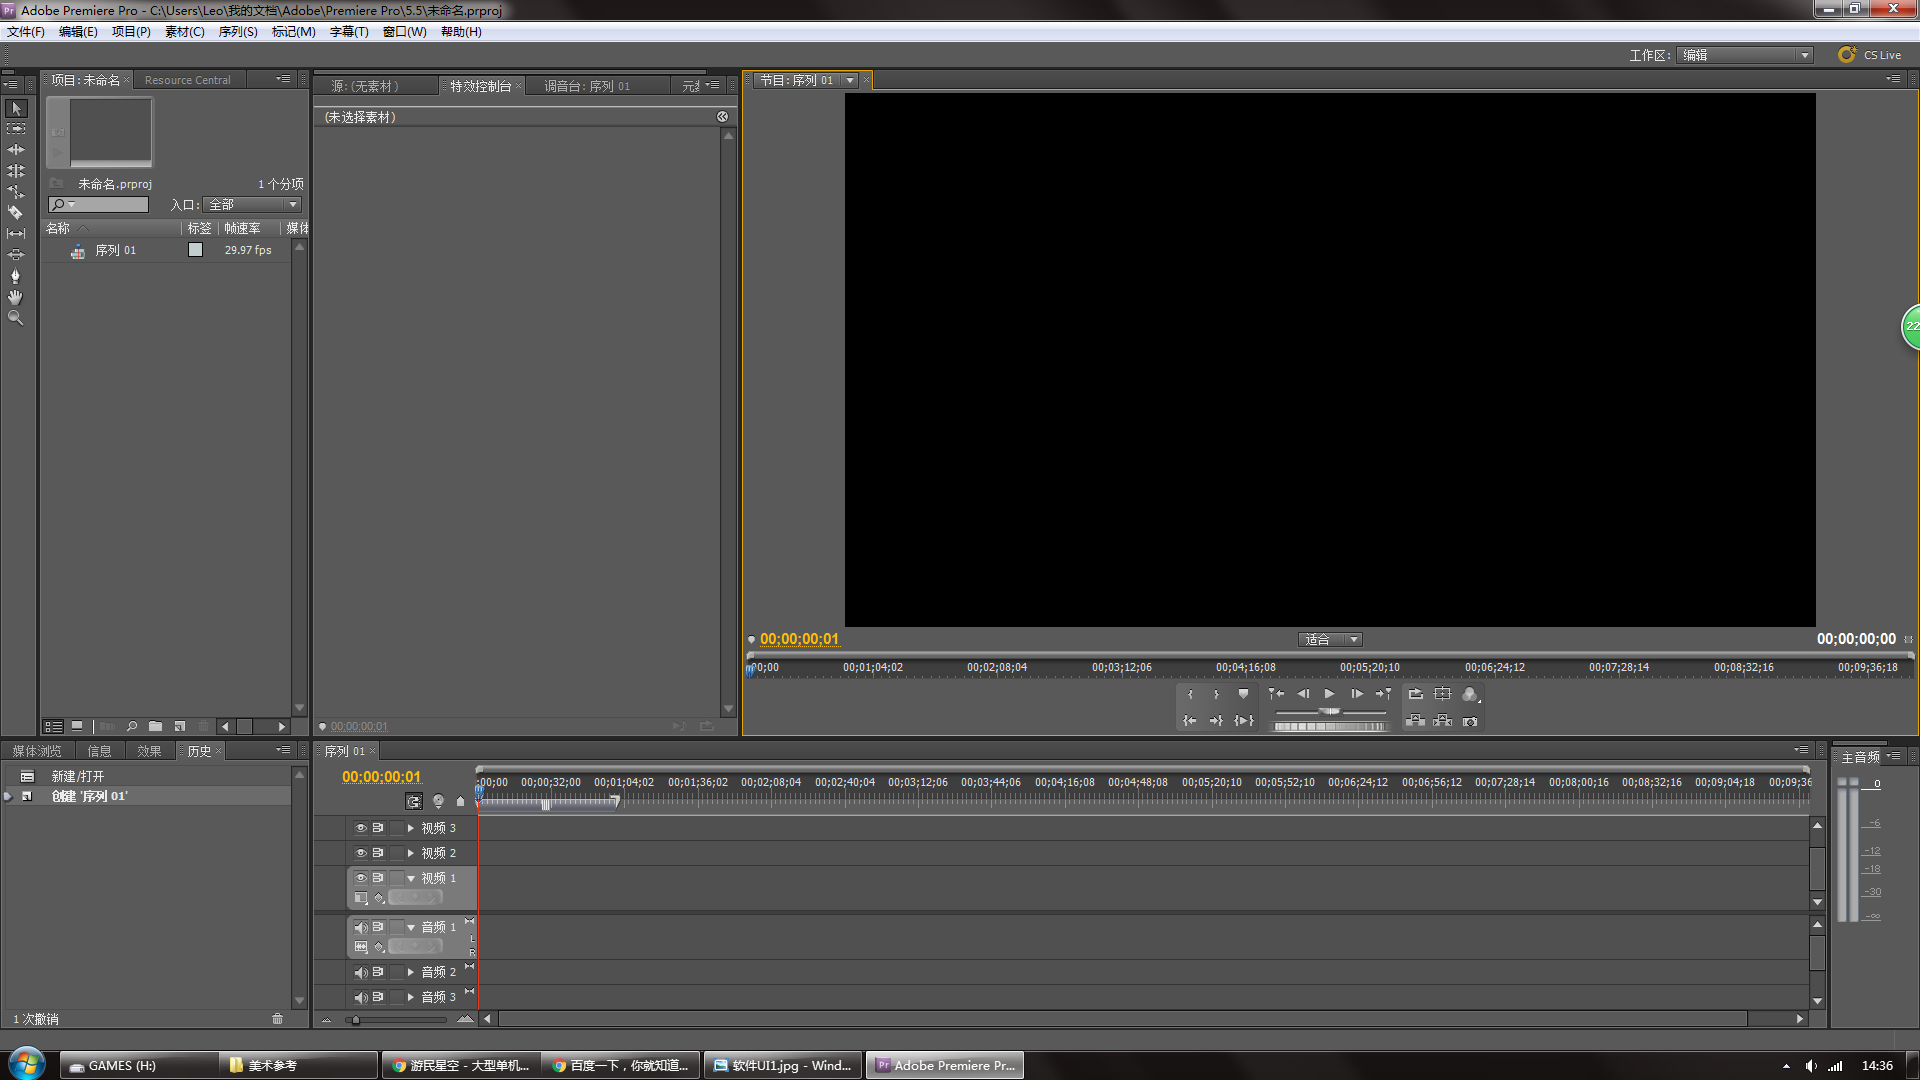 Adobe Premiere Pro - C:\Users\Leo\我的文档\Adobe\Premiere Pro\5.5\未命名.prproj
文件(F) 编辑(E) 项目(P) 素材(C) 序列(S) 标记(M) 字幕(T) 窗口(W) 帮助(H)
工作区: 编辑 CS Live
项目: 未命名 Resource Central
未命名.prproj 1 个分项
入口: 全部
名称 标签 帧速率 媒体
序列 01 29.97 fps
源: (无素材) 特效控制台 调音台: 序列 01
(未选择素材)
00;00;00;01
节目: 序列 01
22
00;00;00;01 适合 00;00;00;00
00;00 00;01;04;02 00;02;08;04 00;03;12;06 00;04;16;08 00;05;20;10 00;06;24;12 00;07;28;14 00;08;32;16 00;09;36;18
媒体浏览 信息 效果 历史
新建/打开
创建 '序列 01'
1 次撤销
序列 01
00;00;00;01
;00;00 00;00;32;00 00;01;04;02 00;01;36;02 00;02;08;04 00;02;40;04 00;03;12;06 00;03;44;06 00;04;16;08 00;04;48;08 00;05;20;10 00;05;52;10 00;06;24;12 00;06;56;12 00;07;28;14 00;08;00;16 00;08;32;16 00;09;04;18 00;09;36
视频 3
视频 2
视频 1
音频 1
L
R
音频 2
音频 3
主音频
0
-6
-12
-18
-30
-∞
GAMES (H:) 美术参考 游民星空 - 大型单机... 百度一下，你就知道... 软件UI1.jpg - Wind... Adobe Premiere Pr... 14:36